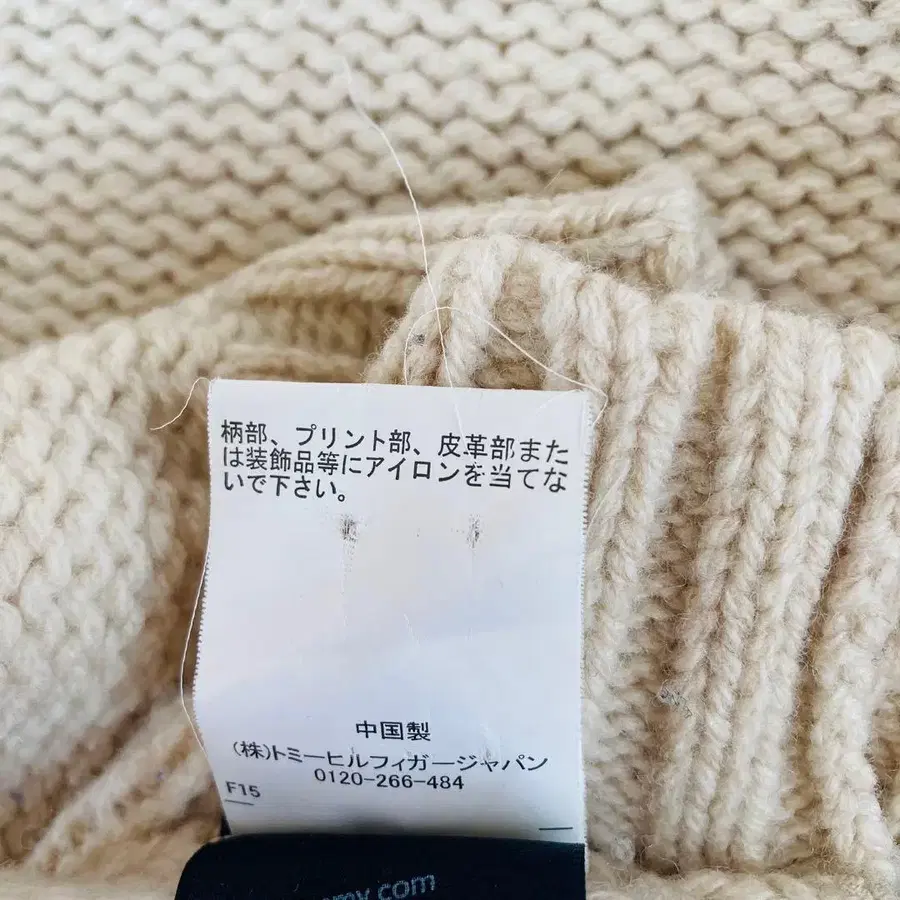 柄部、プリント部、皮革部また
は装飾品等にアイロンを当てな
いで下さい。
中国製
(株)トミーヒルフィガージャパン
0120-266-484
F15
my.com